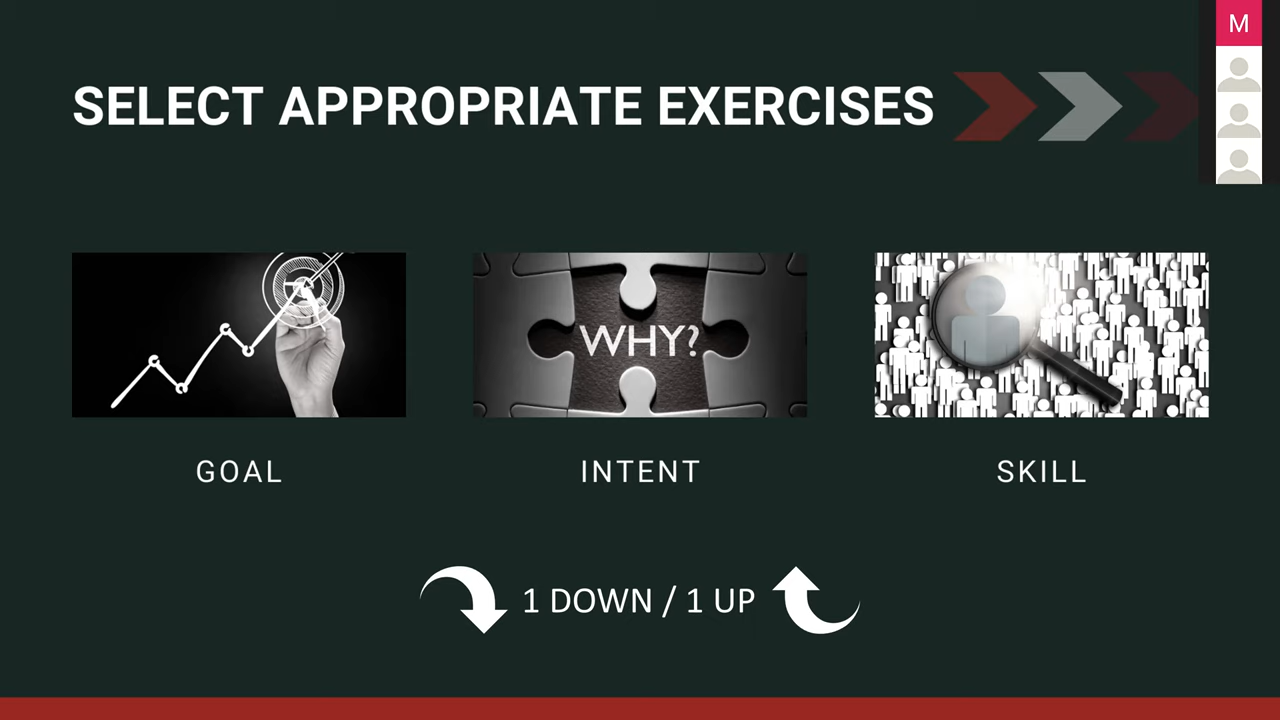 M
SELECT APPROPRIATE EXERCISES
WHY?
GOAL
INTENT
SKILL
1 DOWN / 1 UP